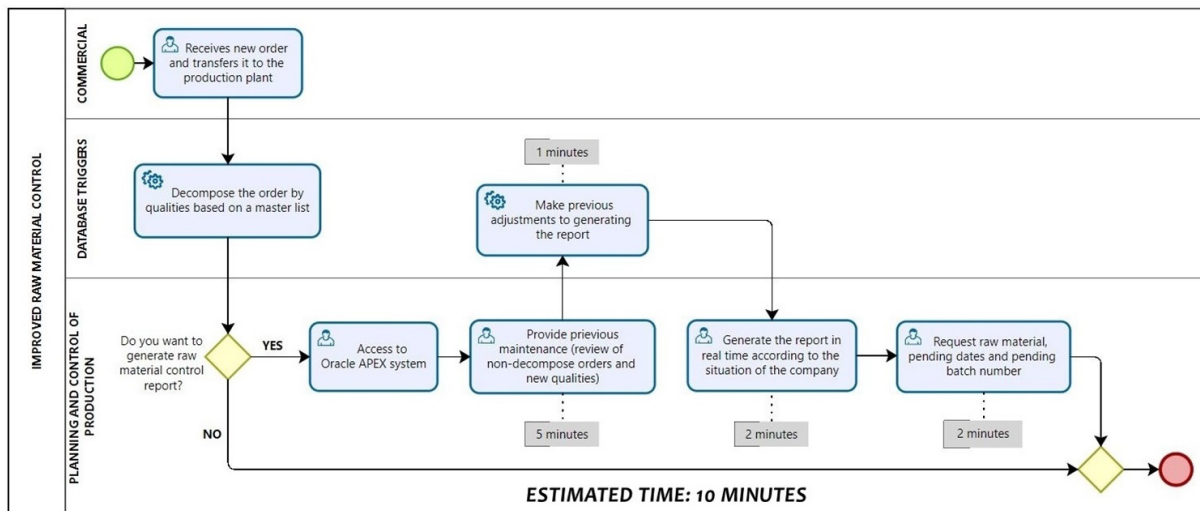 IMPROVED RAW MATERIAL CONTROL
COMMERCIAL
Receives new order
and transfers it to the
production plant
DATABASE TRIGGERS
Decompose the order by
qualities based on a master list
1 minutes
Make previous
adjustments to generating
the report
PLANNING AND CONTROL OF
PRODUCTION
Do you want to
generate raw
material control
report?
YES
NO
Access to
Oracle APEX system
Provide prievious
maintenance (review of
non-decompose orders and
new qualities)
5 minutes
Generate the report in
real time according to the
situation of the company
2 minutes
Request raw material,
pending dates and pending
batch number
2 minutes
ESTIMATED TIME: 10 MINUTES